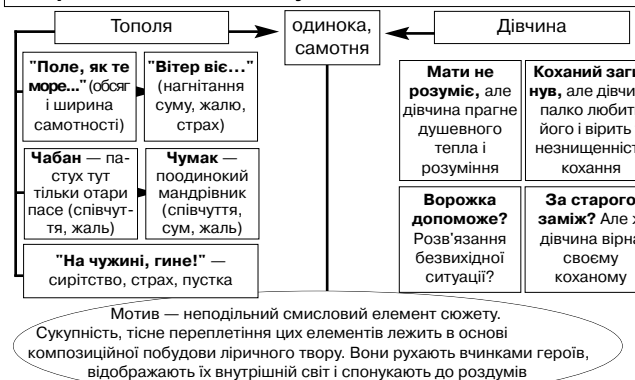 Тополя
одинока,
самотня
Дівчина
"Поле, як те
море..." (обсяг
і ширина
самотності)
"Вітер віє..."
(нагнітання
суму, жалю,
страх)
Чабан — па-
стух тут
тільки отари
пасе (співчут-
тя, жаль)
Чумак —
поодинокий
мандрівник
(співчуття,
сум, жаль)
"На чужині, гине!" —
сирітство, страх, пустка
Мати не
розуміє, але
дівчина прагне
душевного
тепла і
розуміння
Коханий заги
нув, але дівчи
палко любит
його і вірить
незнищенніст
кохання
Ворожка
допоможе?
Розв'язання
безвихідної
ситуації?
За старого
заміж? Але
дівчина вірна
своєму
коханому
Мотив — неподільний смисловий елемент сюжету.
Сукупність, тісне переплетіння цих елементів лежить в основі
композиційної побудови ліричного твору. Вони рухають вчинками героїв,
відображають їх внутрішній світ і спонукають до роздумів